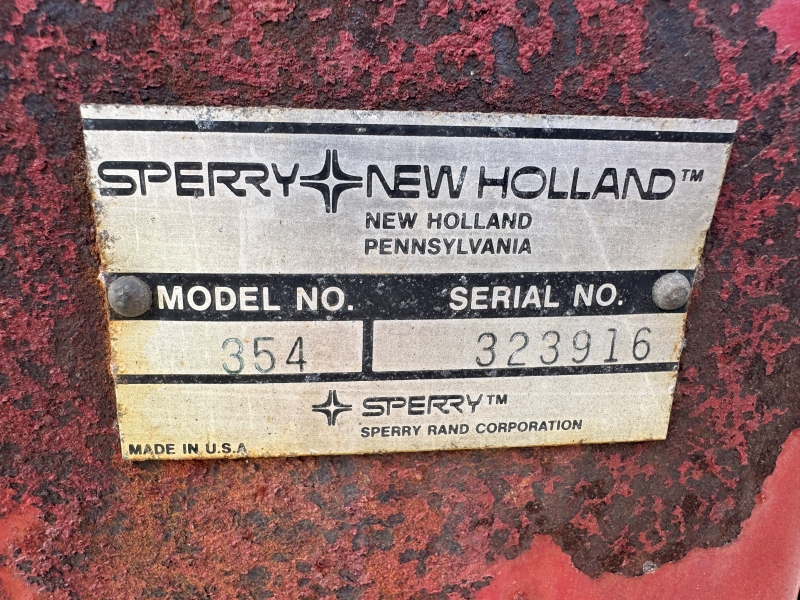 SPERRY NEW HOLLAND™
NEW HOLLAND
PENNSYLVANIA
MODEL NO. SERIAL NO.
354 323916
SPERRY™
SPERRY RAND CORPORATION
MADE IN U.S.A